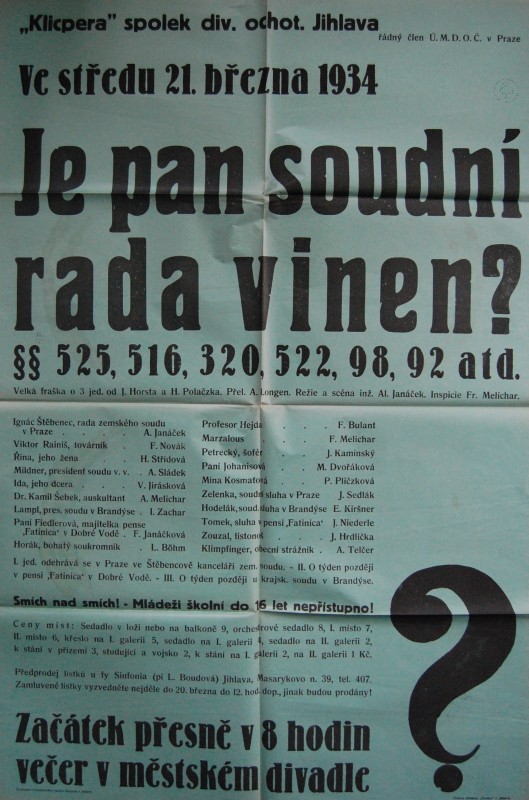 „Klicpera" spolek div. ochot. Jihlava
řádný člen Ú. M. D. O. Č. v Praze
Ve středu 21. března 1934
Je pan soudní
rada vinen?
§§ 525, 516, 320, 522, 98, 92 atd.
Velká fraška o 3 jed. od J. Horsta a H. Polačzka. Přel. A. Longen. Režie a scéna inž. Al. Janáček. Inspicie Fr. Melichar.
Ignác Štěbenec, rada zemského soudu
v Praze . . . . A. Janáček
Viktor Rainiš, továrník . F. Novák
Řina, jeho žena . H. Střídová
Mildner, president soudu v. v. A. Sládek
Ida, jeho dcera . . V. Jirásková
Dr. Kamil Šebek, auskultant A. Melichar
Lampl, pres. soudu v Brandýse . I. Zachar
Paní Fiedlerová, majitelka pense
„Fatinica" v Dobré Vodě . F. Janáčková
Horák, bohatý soukromník . L. Böhm
Profesor Hejda . . . F. Bulant
Marzalous . . . F. Melichar
Petrecký, šofér . . J. Kamínský
Paní Johanisová . . M. Dvořáková
Mina Kosmatová . . P. Plíčzková
Zelenka, soudní sluha v Praze J. Sedlák
Hodelák, soud. sluha v Brandýse E. Kiršner
Tomek, sluha v pensi „Fatinica" J. Niederle
Zouzal, listonoš . . J. Hrdlička
Klimpfinger, obecní strážník . A. Telčer
I. jed. odehrává se v Praze ve Štěbencově kanceláři zem. soudu. - II. O týden později
v pensi „Fatinica" v Dobré Vodě. - III. O týden později u krajsk. soudu v Brandýse.
Smích nad smích! - Mládeži školní do 16 let nepřístupno!
Ceny míst: Sedadlo v loži nebo na balkoně 9, orchestrové sedadlo 8, I. místo 7,
II. místo 6, křeslo na I. galerii 5, sedadlo na I. galerii 4, sedadlo na II. galerii 2,
k stání v přízemí 3, studující a vojsko 2, k stání na I. galerii 2, na II. galerii 1 Kč.
Předprodej lístků u fy Sinfonia (pí L. Boudová) Jihlava, Masarykovo n. 39, tel. 407.
Zamluvené lístky vyzvedněte nejdéle do 20. března do 12. hod. dop., jinak budou prodány!
Začátek přesně v 8 hodin
večer v městském divadle
?